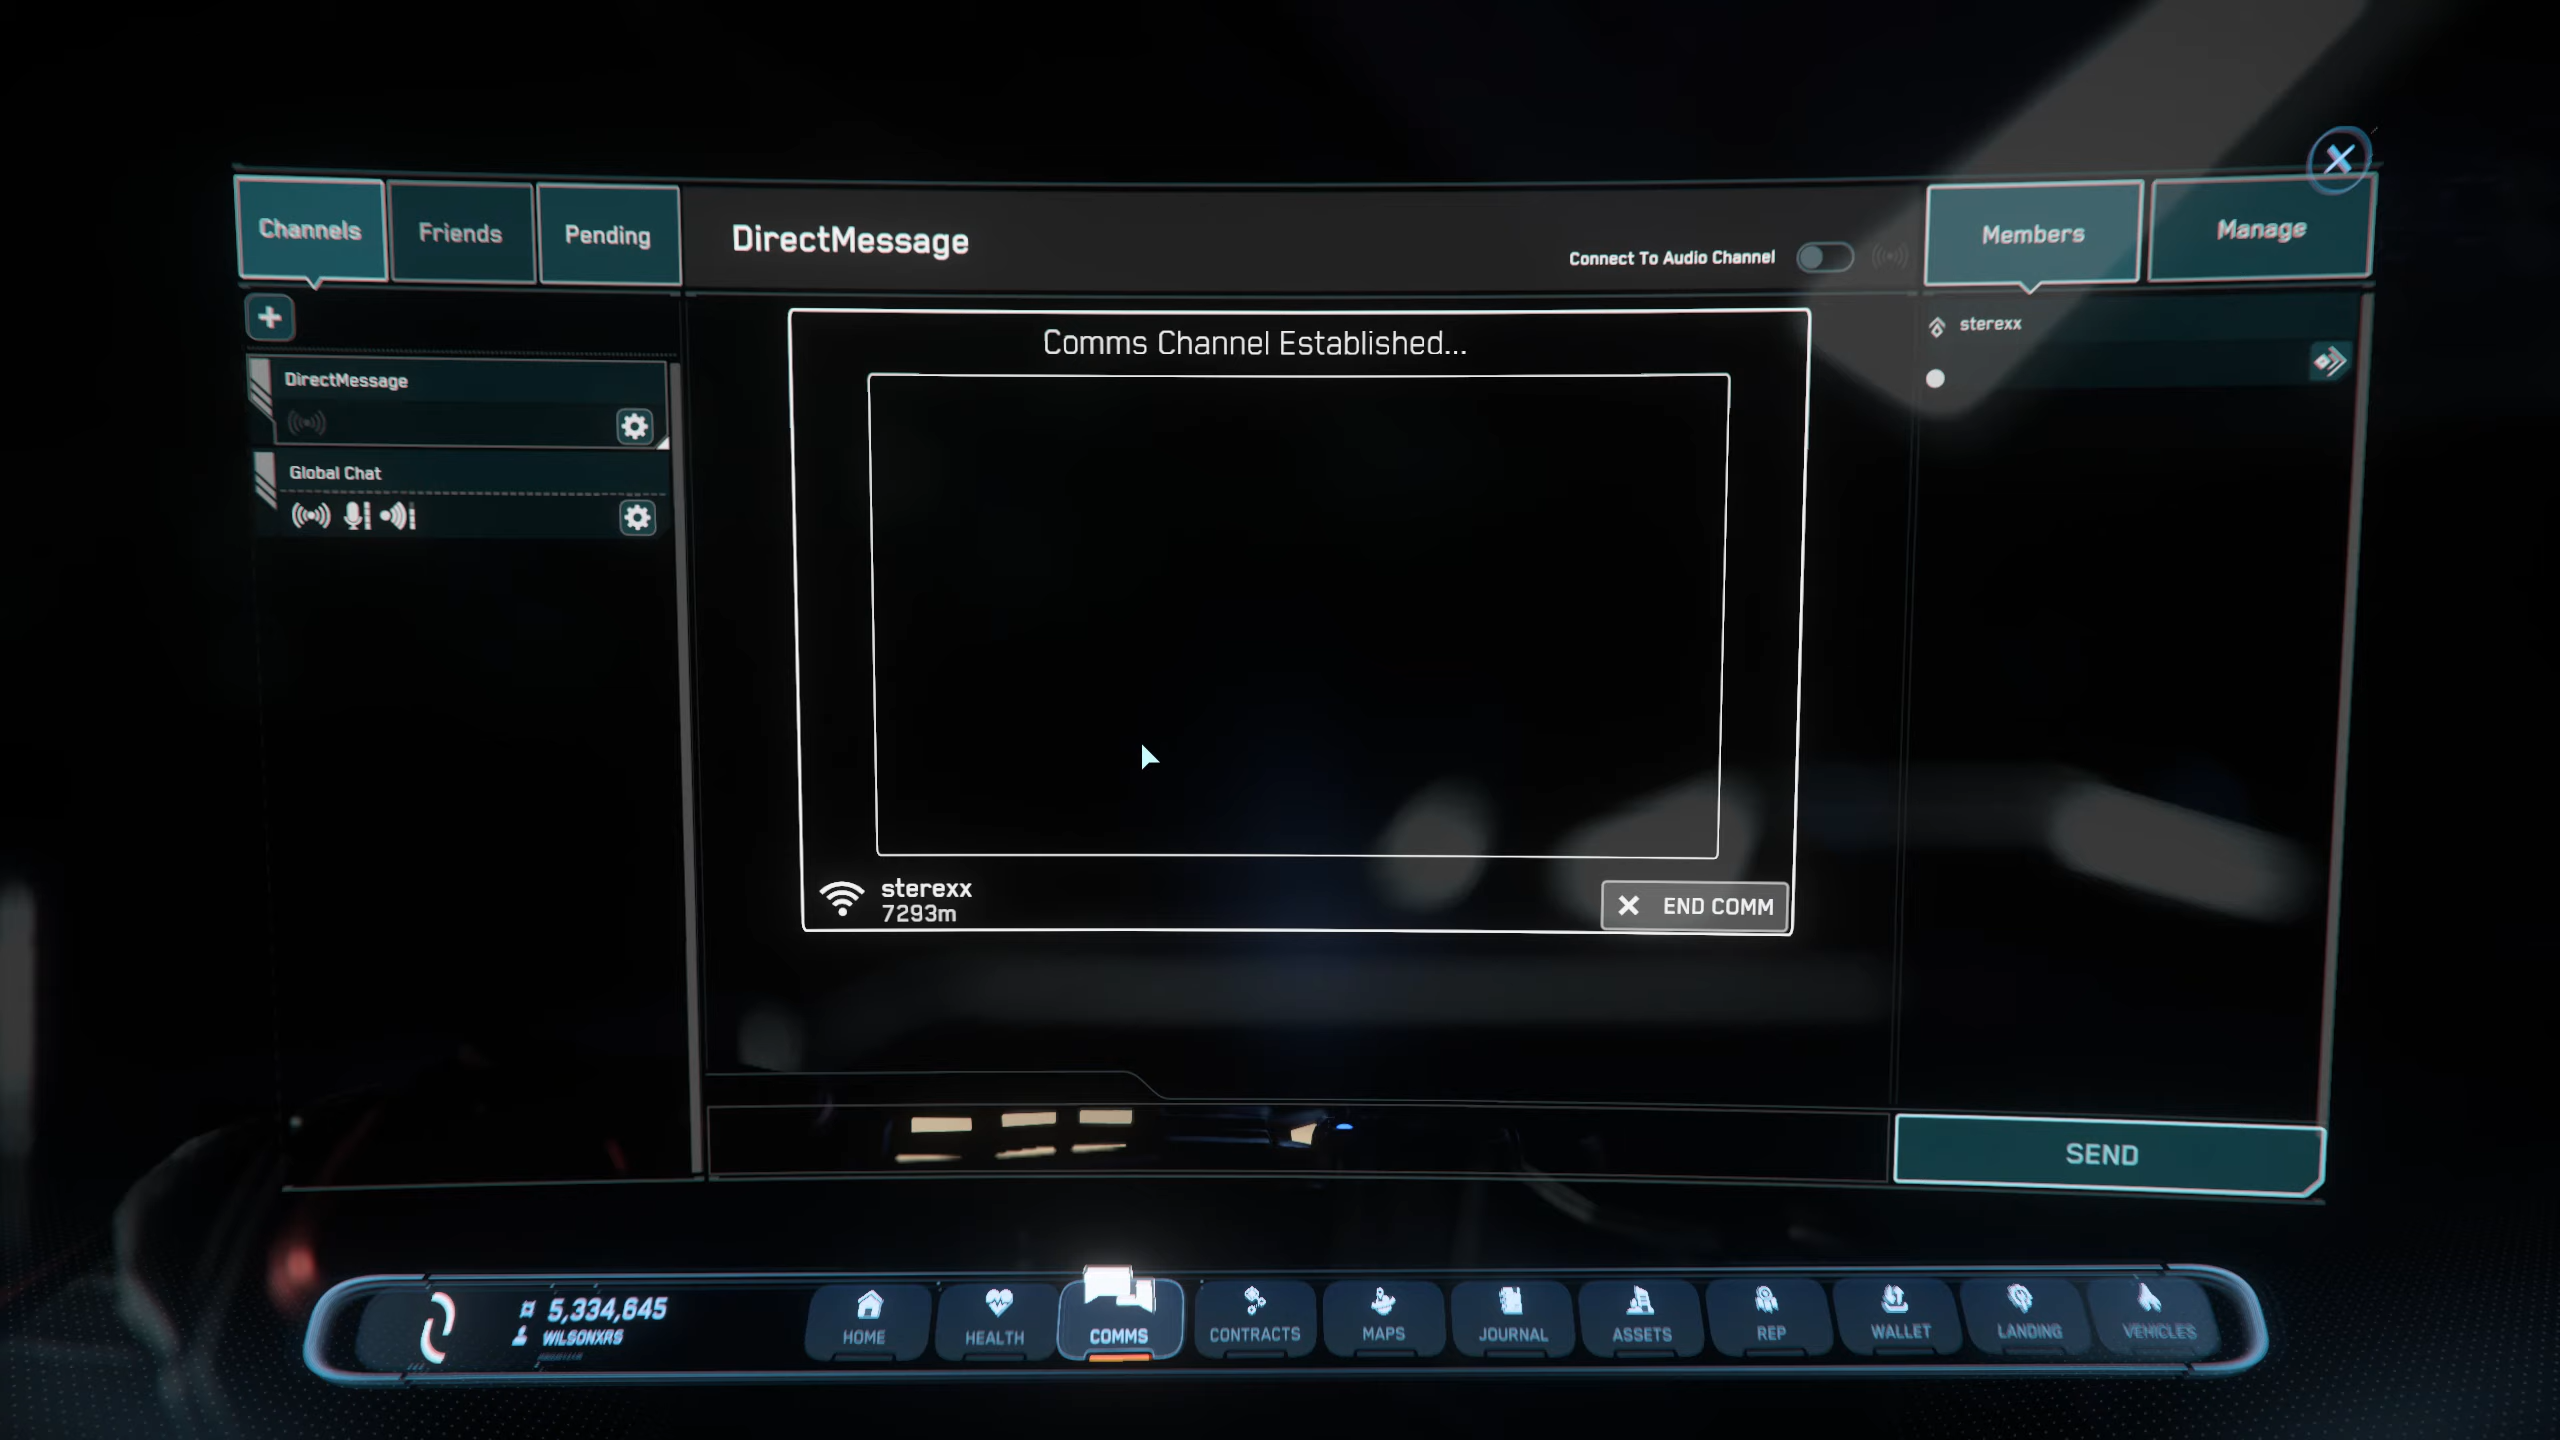 Channels
Friends
Pending
DirectMessage
Connect To Audio Channel
Members
Manage
DirectMessage
Global Chat
Comms Channel Established...
sterexx
7293m
END COMM
sterexx
SEND
5,334,645
WILSONXRS
HOME
HEALTH
COMMS
CONTRACTS
MAPS
JOURNAL
ASSETS
REP
WALLET
LANDING
VEHICLES